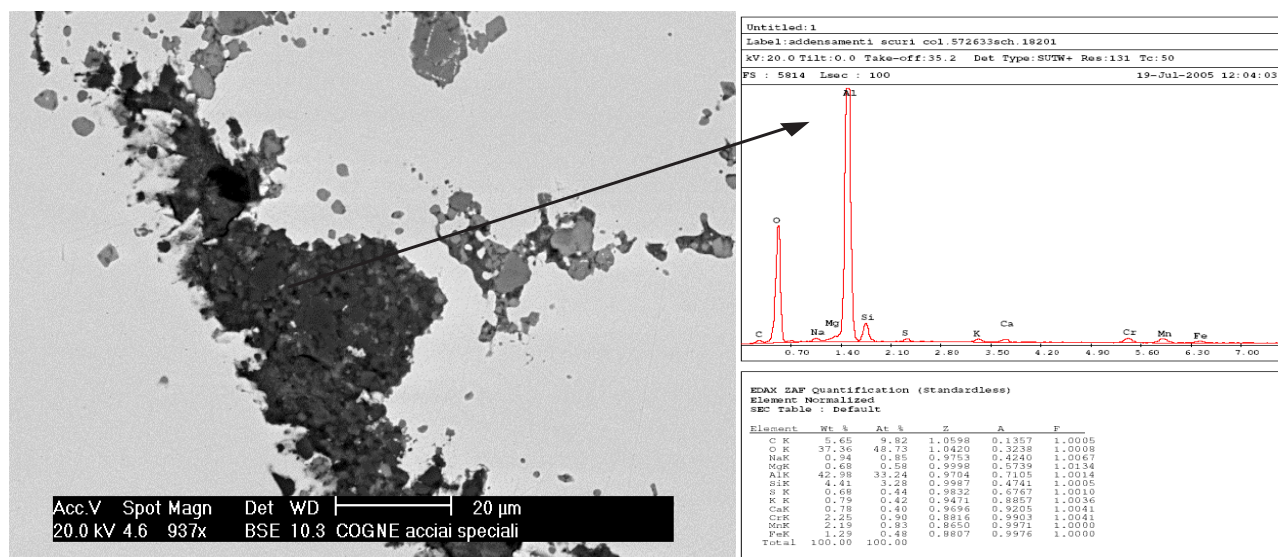 Acc.V Spot Magn Det WD 20 µm
20.0 kV 4.6 937x BSE 10.3 COGNE acciai speciali
Untitled:1
Label:addensamenti scuri col.572633sch.18201
kV:20.0 Tilt:0.0 Take-off:35.2 Det Type:SUTW+ Res:131 Tc:50
FS : 5814 Lsec : 100 19-Jul-2005 12:04:03
Al
O
C Na Mg Si S K Ca Cr Mn Fe
0.70 1.40 2.10 2.80 3.50 4.20 4.90 5.60 6.30 7.00
EDAX ZAF Quantification (Standardless)
Element Normalized
SEC Table : Default
Element Wt % At % Z A F
C K 5.65 9.82 1.0598 0.1357 1.0005
O K 37.36 48.73 1.0420 0.3238 1.0008
NaK 0.94 0.85 0.9753 0.4240 1.0067
MgK 0.68 0.58 0.9998 0.5739 1.0134
AlK 42.98 33.24 0.9704 0.7105 1.0014
SiK 4.41 3.28 0.9987 0.4741 1.0005
S K 0.68 0.44 0.9832 0.6767 1.0010
K K 0.79 0.42 0.9471 0.8857 1.0036
CaK 0.78 0.40 0.9696 0.9205 1.0041
CrK 2.25 0.90 0.8816 0.9903 1.0041
MnK 2.19 0.83 0.8650 0.9971 1.0000
FeK 1.29 0.48 0.8807 0.9976 1.0000
Total 100.00 100.00